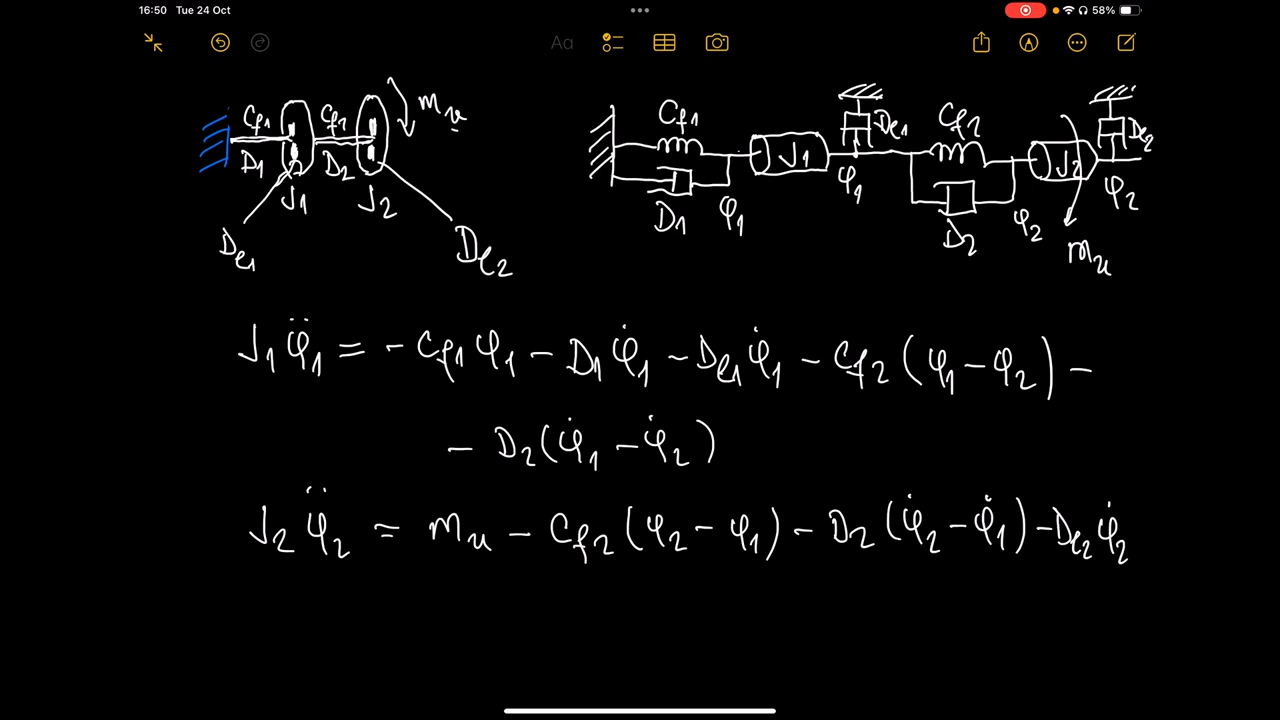 16:50 Tue 24 Oct
58%
Aa
C_{f1} C_{f2} m_u
D_1 D_2
J_1 J_2
D_{e1} D_{e2}
C_{f1} D_{e1} C_{f2} D_{e2}
J_1 J_2
D_1 φ_1 φ_1 D_2 φ_2 φ_2
m_u
J_1 φ̈_1 = - C_{f1} φ_1 - D_1 φ̇_1 - D_{e1} φ̇_1 - C_{f2} (φ_1 - φ_2) -
- D_2 (φ̇_1 - φ̇_2)
J_2 φ̈_2 = m_u - C_{f2} (φ_2 - φ_1) - D_2 (φ̇_2 - φ̇_1) - D_{e2} φ̇_2